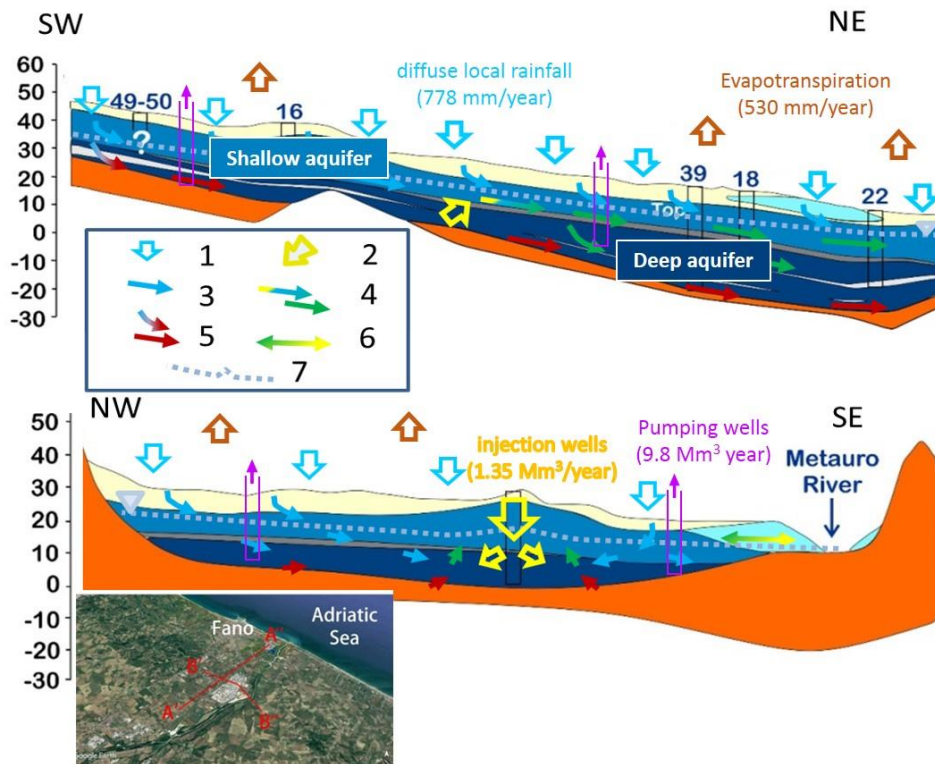 SW
NE
60
50
40
30
20
10
0
-10
-20
-30
49-50
?
16
diffuse local rainfall
(778 mm/year)
Evapotranspiration
(530 mm/year)
Shallow aquifer
39
18
22
Top
Deep aquifer
1
2
3
4
5
6
7
NW
SE
50
40
30
20
10
0
-10
-20
-30
injection wells
(1.35 Mm³/year)
Pumping wells
(9.8 Mm³ year)
Metauro
River
Fano
Adriatic
Sea
A''
B'
A'
B''
Google Earth